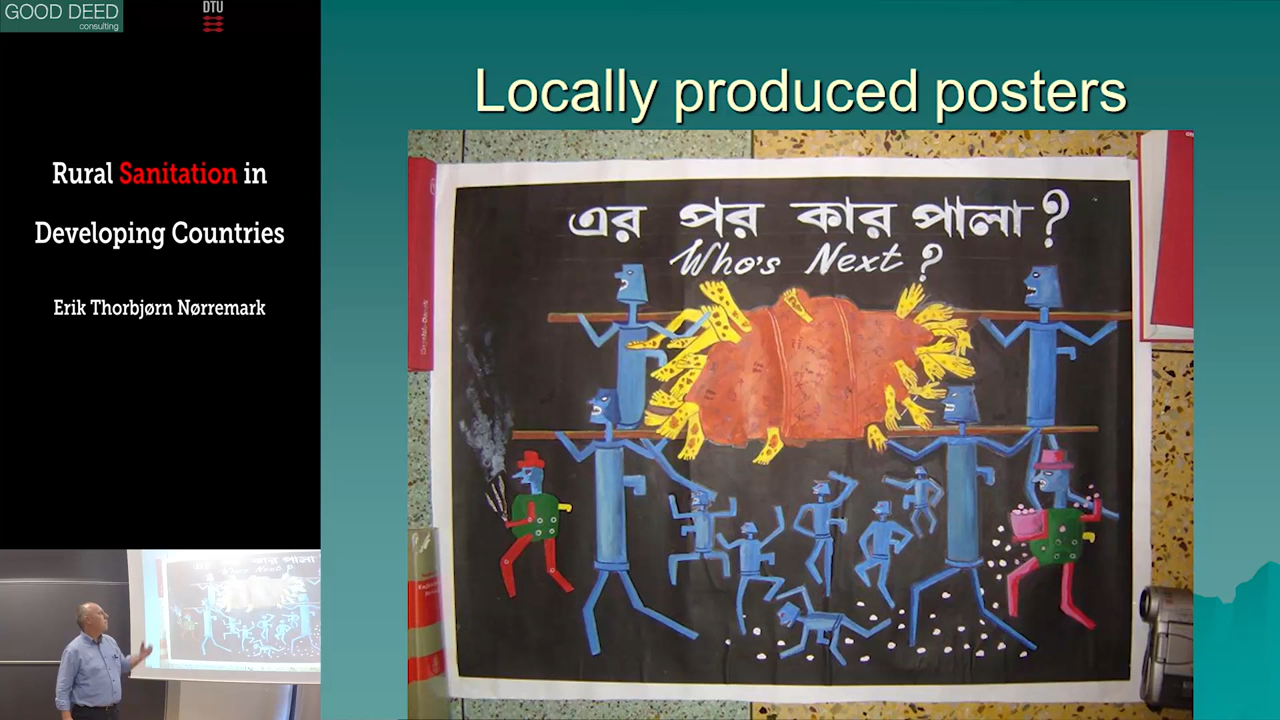 GOOD DEED
consulting
DTU
Rural Sanitation in
Developing Countries
Erik Thorbjørn Nørremark
Locally produced posters
এর পর কার পালা?
Who's Next?